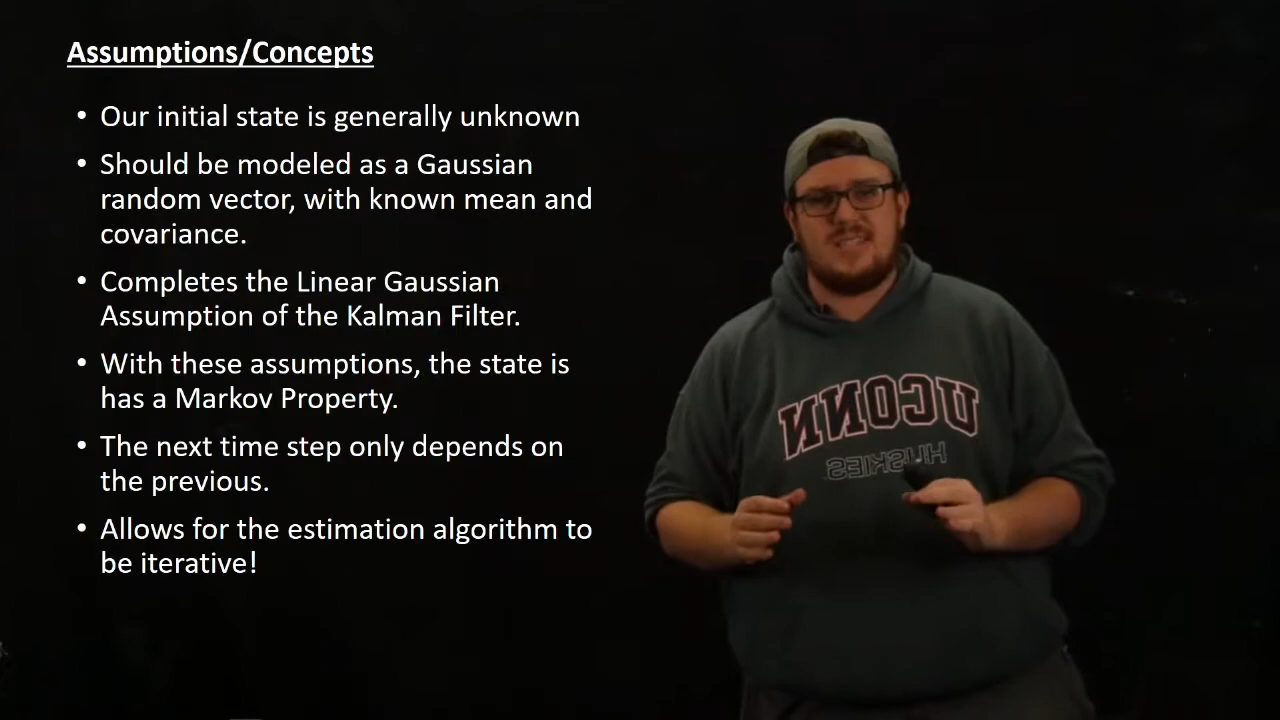 Assumptions/Concepts
• Our initial state is generally unknown
• Should be modeled as a Gaussian
random vector, with known mean and
covariance.
• Completes the Linear Gaussian
Assumption of the Kalman Filter.
• With these assumptions, the state is
has a Markov Property.
• The next time step only depends on
the previous.
• Allows for the estimation algorithm to
be iterative!
UCONN
HUSKIES